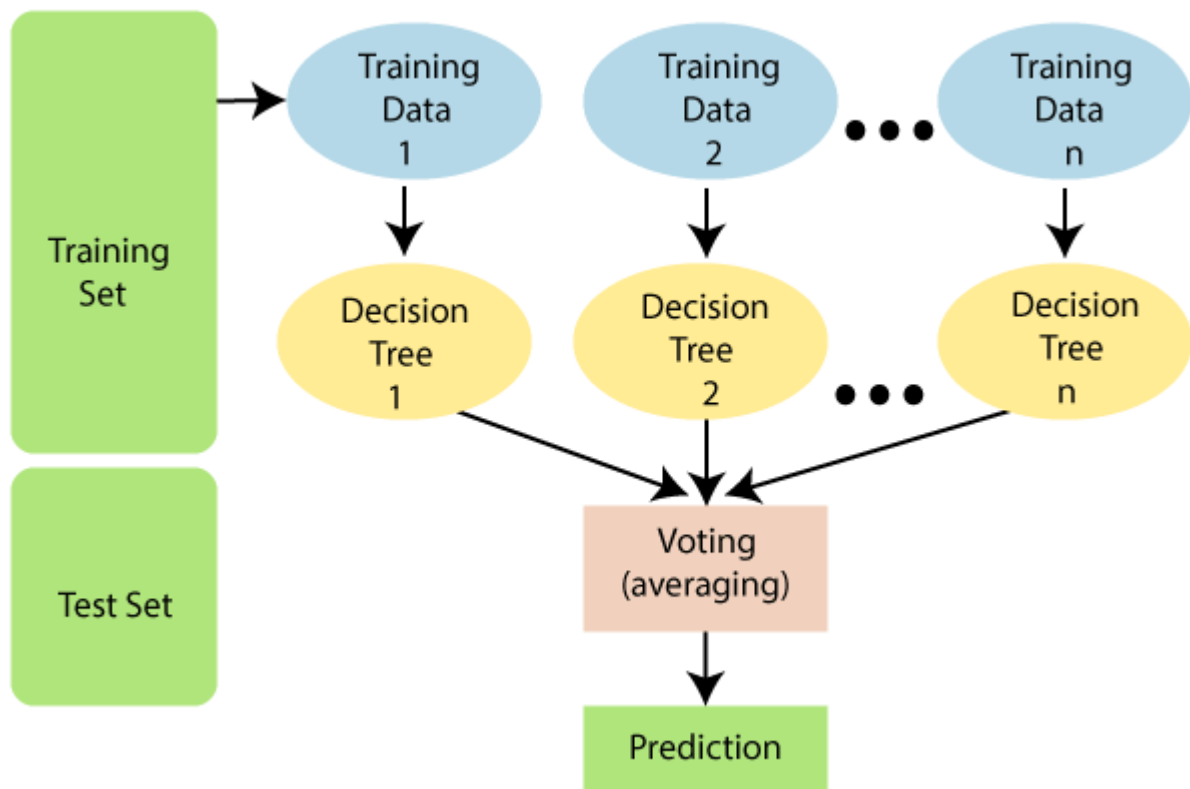 Training
Data
1
Training
Data
2
Training
Data
n
Training
Set
Decision
Tree
1
Decision
Tree
2
Decision
Tree
n
Test Set
Voting
(averaging)
Prediction